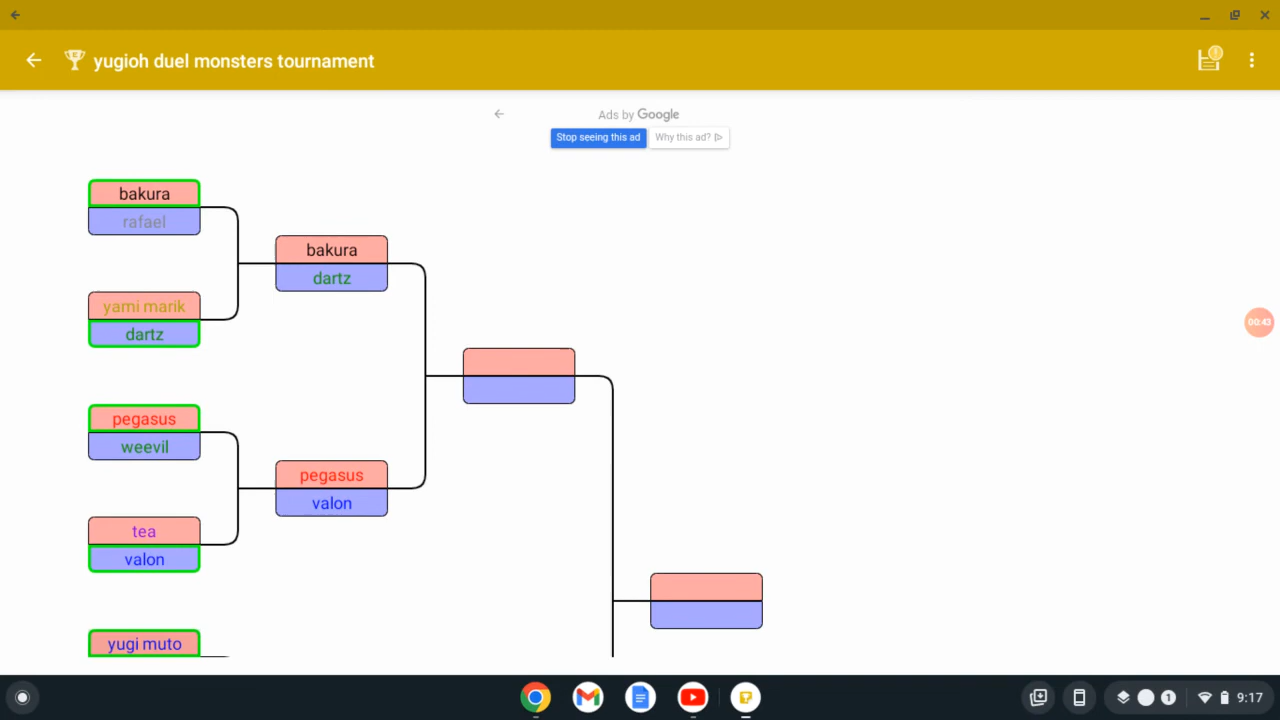 yugioh duel monsters tournament
Ads by Google
Stop seeing this ad
Why this ad?
bakura
rafael
bakura
dartz
yami marik
dartz
pegasus
weevil
pegasus
valon
tea
valon
yugi muto
00:43
1
9:17